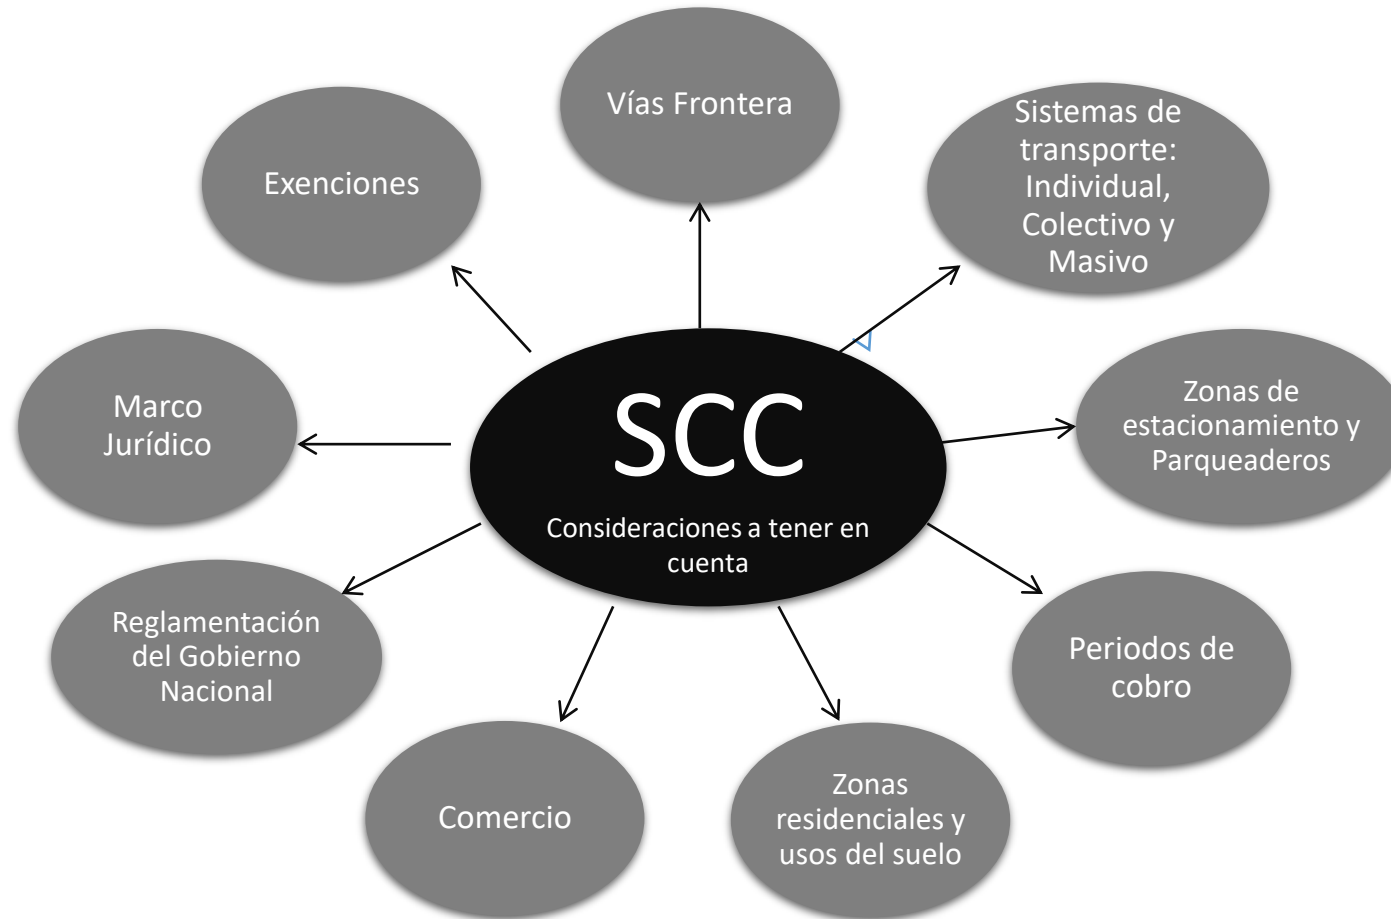 Vías Frontera
Sistemas de
transporte:
Individual,
Colectivo y
Masivo
Exenciones
Zonas de
estacionamiento y
Parqueaderos
Marco
Jurídico
SCC
Consideraciones a tener en
cuenta
Reglamentación
del Gobierno
Nacional
Periodos de
cobro
Comercio
Zonas
residenciales y
usos del suelo